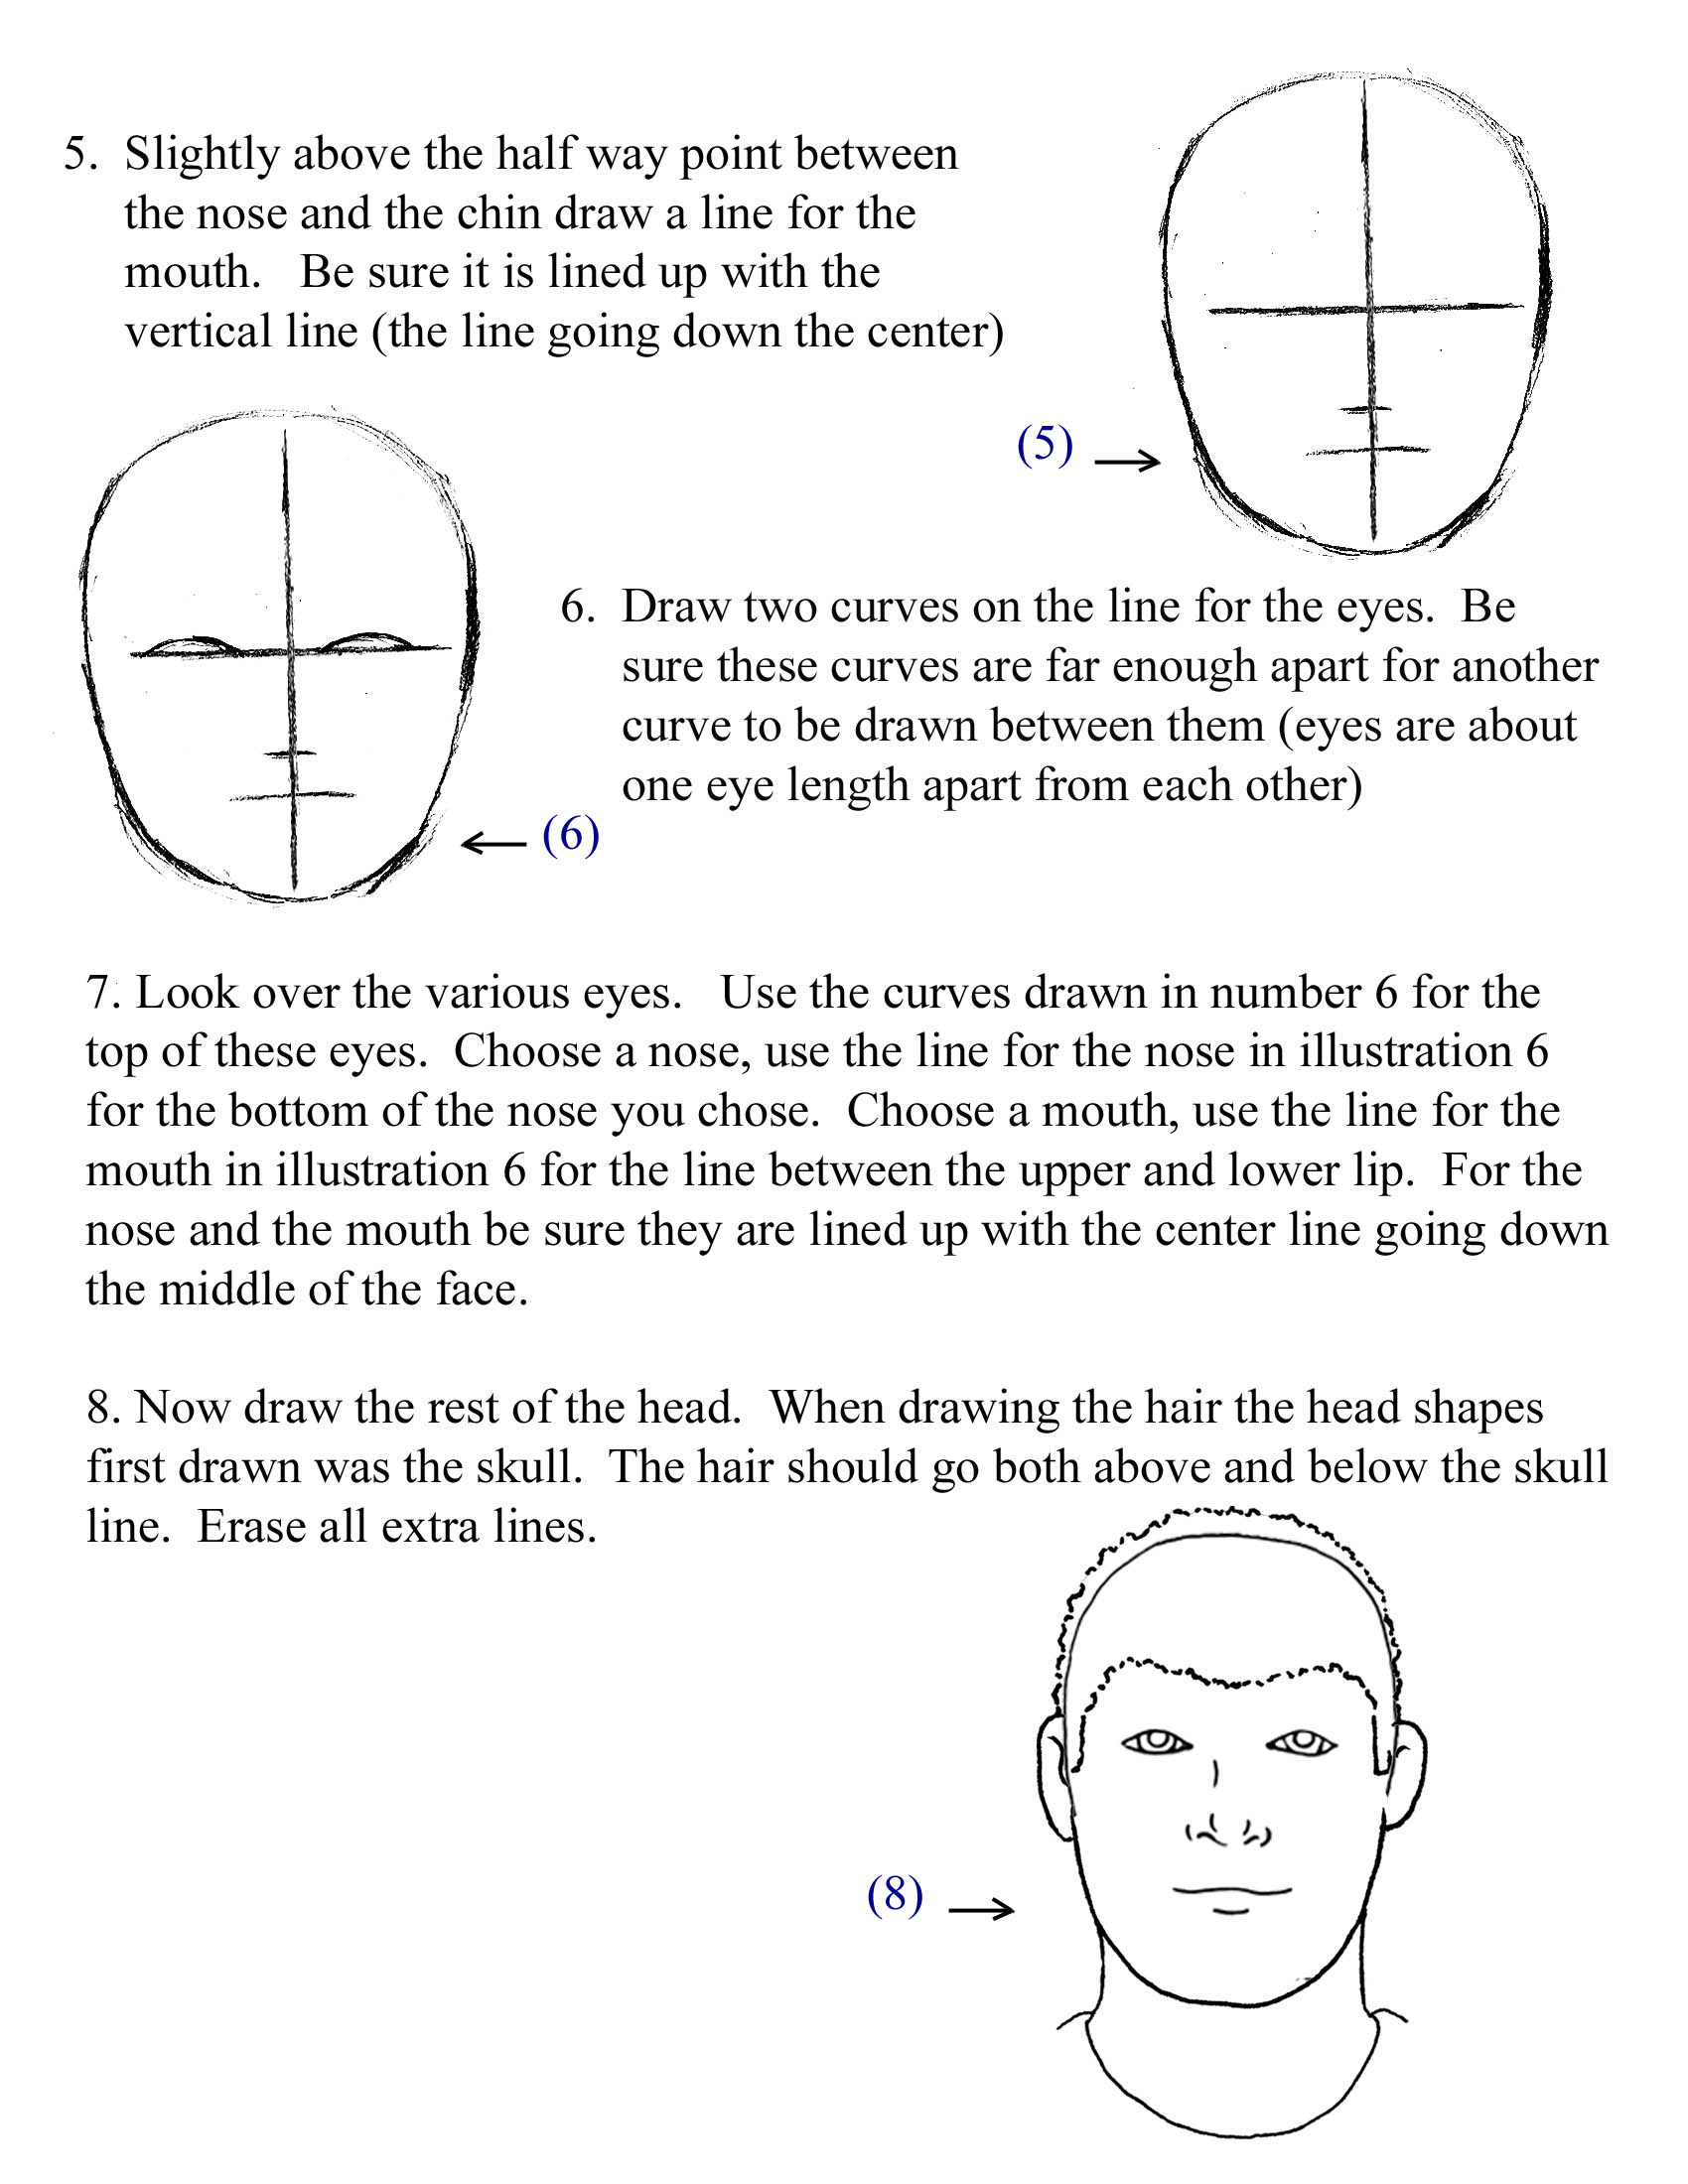 5. Slightly above the half way point between
the nose and the chin draw a line for the
mouth. Be sure it is lined up with the
vertical line (the line going down the center)
(5)
6. Draw two curves on the line for the eyes. Be
sure these curves are far enough apart for another
curve to be drawn between them (eyes are about
one eye length apart from each other)
(6)
7. Look over the various eyes. Use the curves drawn in number 6 for the
top of these eyes. Choose a nose, use the line for the nose in illustration 6
for the bottom of the nose you chose. Choose a mouth, use the line for the
mouth in illustration 6 for the line between the upper and lower lip. For the
nose and the mouth be sure they are lined up with the center line going down
the middle of the face.
8. Now draw the rest of the head. When drawing the hair the head shapes
first drawn was the skull. The hair should go both above and below the skull
line. Erase all extra lines.
(8)